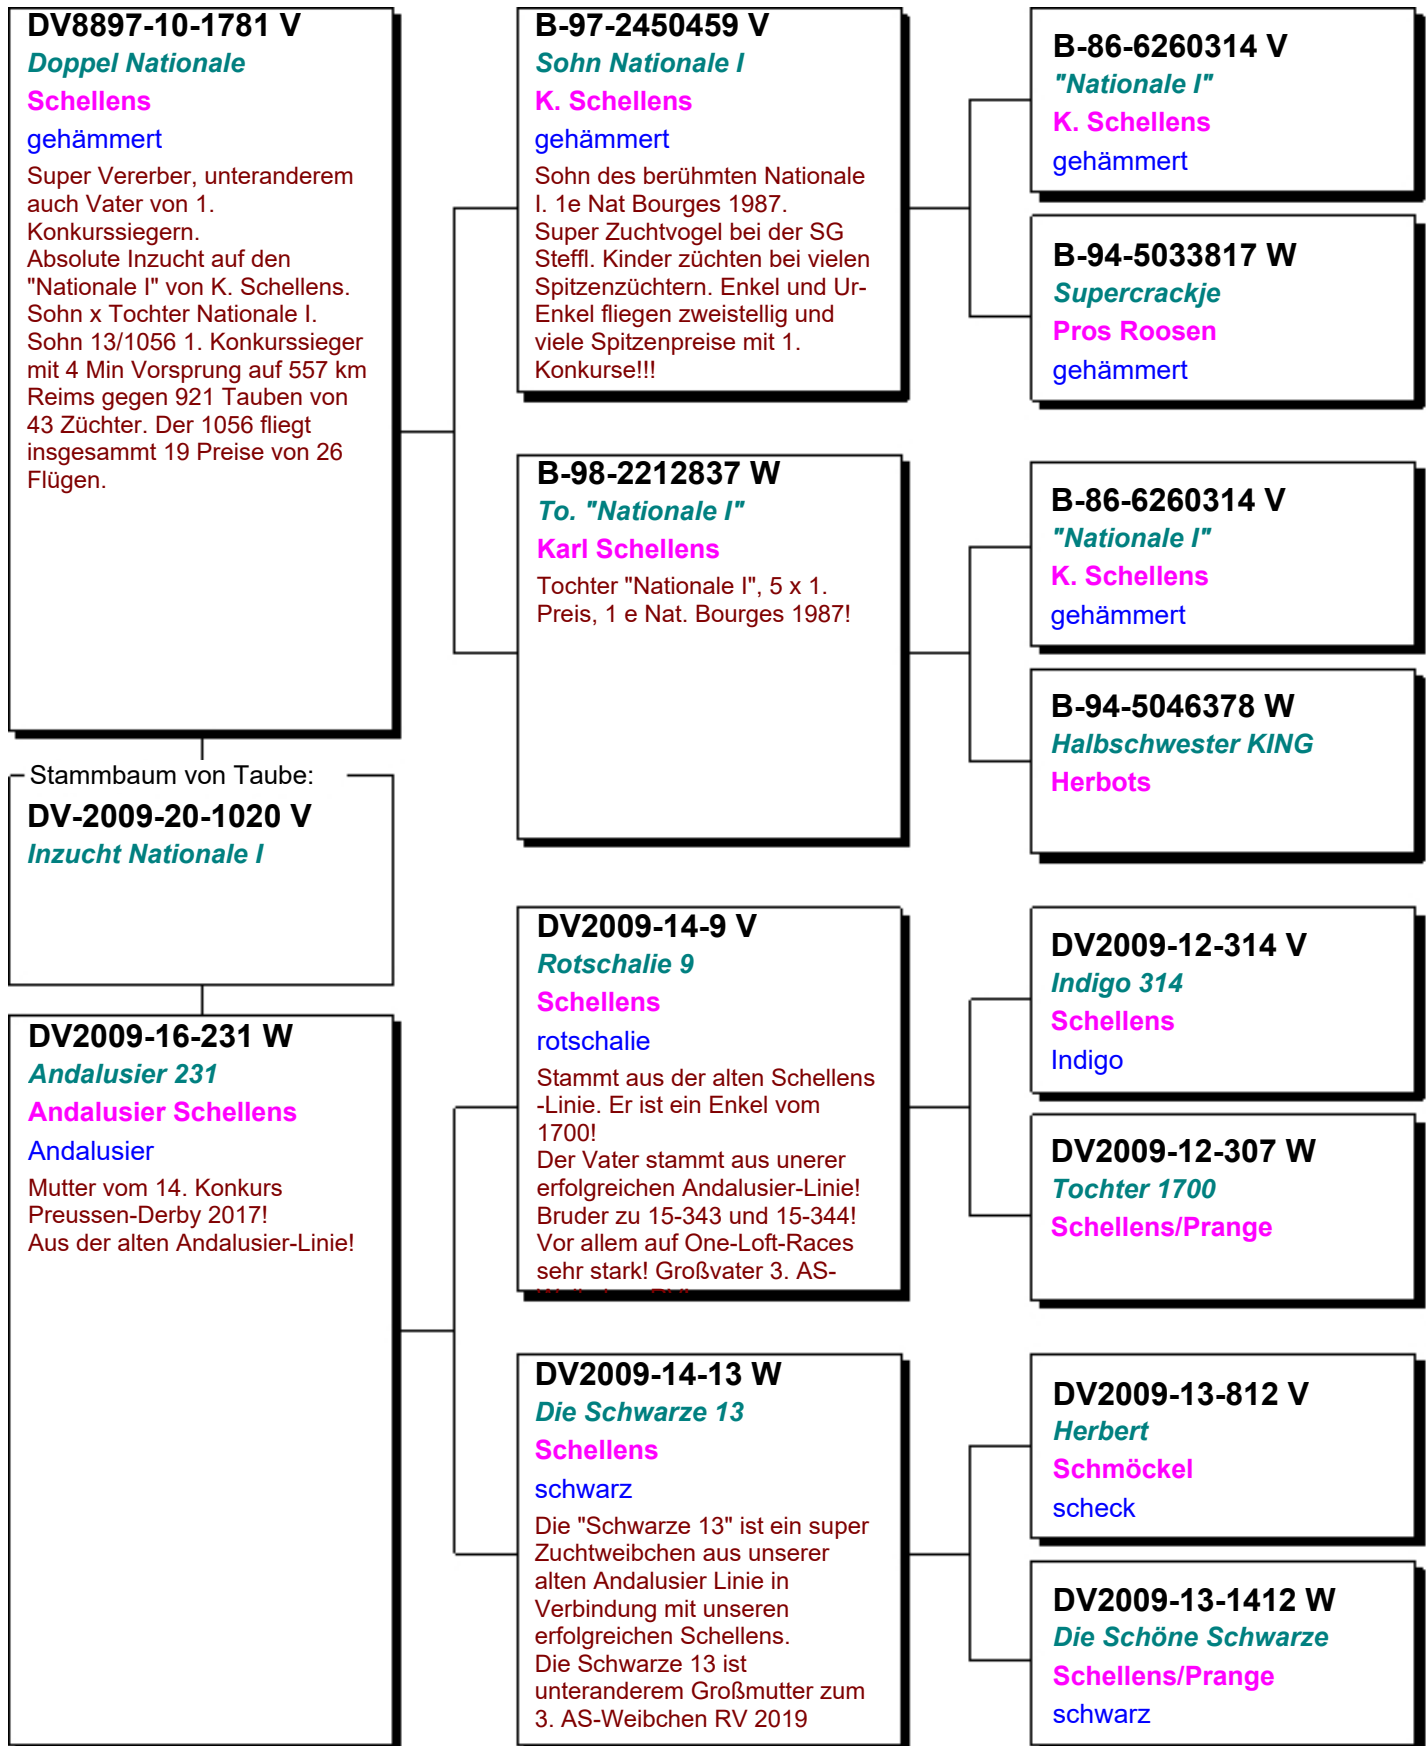 DV8897-10-1781 V
Doppel Nationale
Schellens
gehämmert
Super Vererber, unteranderem
auch Vater von 1.
Konkurssiegern.
Absolute Inzucht auf den
"Nationale I" von K. Schellens.
Sohn x Tochter Nationale I.
Sohn 13/1056 1. Konkurssieger
mit 4 Min Vorsprung auf 557 km
Reims gegen 921 Tauben von
43 Züchter. Der 1056 fliegt
insgesammt 19 Preise von 26
Flügen.
Stammbaum von Taube:
DV-2009-20-1020 V
Inzucht Nationale I
DV2009-16-231 W
Andalusier 231
Andalusier Schellens
Andalusier
Mutter vom 14. Konkurs
Preussen-Derby 2017!
Aus der alten Andalusier-Linie!
B-97-2450459 V
Sohn Nationale I
K. Schellens
gehämmert
Sohn des berühmten Nationale
I. 1e Nat Bourges 1987.
Super Zuchtvogel bei der SG
Steffl. Kinder züchten bei vielen
Spitzenzüchtern. Enkel und Ur-
Enkel fliegen zweistellig und
viele Spitzenpreise mit 1.
Konkurse!!!
B-98-2212837 W
To. "Nationale I"
Karl Schellens
Tochter "Nationale I", 5 x 1.
Preis, 1 e Nat. Bourges 1987!
DV2009-14-9 V
Rotschalie 9
Schellens
rotschalie
Stammt aus der alten Schellens
-Linie. Er ist ein Enkel vom
1700!
Der Vater stammt aus unerer
erfolgreichen Andalusier-Linie!
Bruder zu 15-343 und 15-344!
Vor allem auf One-Loft-Races
sehr stark! Großvater 3. AS-
DV2009-14-13 W
Die Schwarze 13
Schellens
schwarz
Die "Schwarze 13" ist ein super
Zuchtweibchen aus unserer
alten Andalusier Linie in
Verbindung mit unseren
erfolgreichen Schellens.
Die Schwarze 13 ist
unteranderem Großmutter zum
3. AS-Weibchen RV 2019
B-86-6260314 V
"Nationale I"
K. Schellens
gehämmert
B-94-5033817 W
Supercrackje
Pros Roosen
gehämmert
B-86-6260314 V
"Nationale I"
K. Schellens
gehämmert
B-94-5046378 W
Halbschwester KING
Herbots
DV2009-12-314 V
Indigo 314
Schellens
Indigo
DV2009-12-307 W
Tochter 1700
Schellens/Prange
DV2009-13-812 V
Herbert
Schmöckel
scheck
DV2009-13-1412 W
Die Schöne Schwarze
Schellens/Prange
schwarz